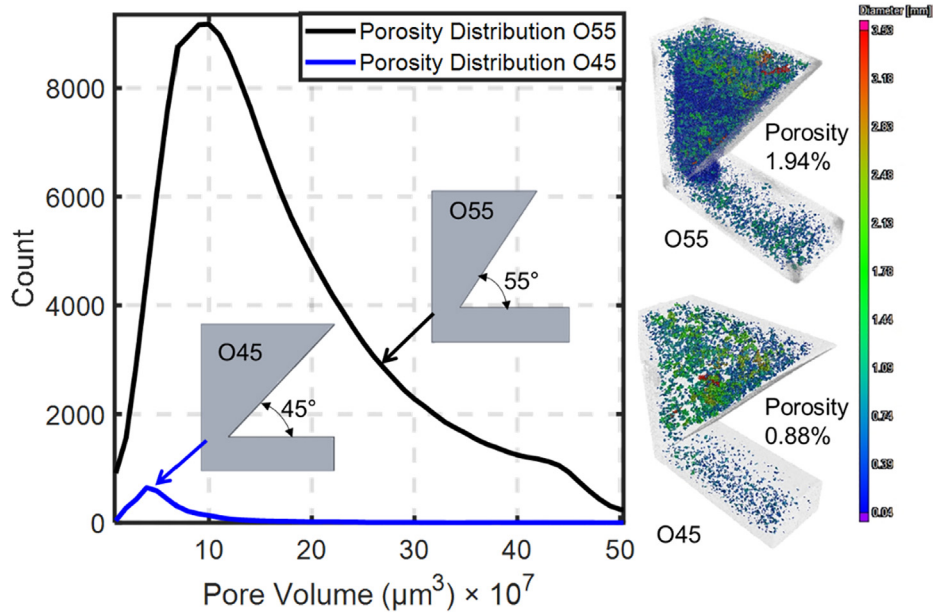 Porosity Distribution O55
Porosity Distribution O45
Count
8000
6000
4000
2000
0
10
20
30
40
50
Pore Volume (µm³) × 10⁷
O55
55°
O45
45°
Porosity
1.94%
O55
Porosity
0.88%
O45
Diameter [mm]
3.53
3.18
2.83
2.48
2.13
1.78
1.44
1.09
0.74
0.39
0.04